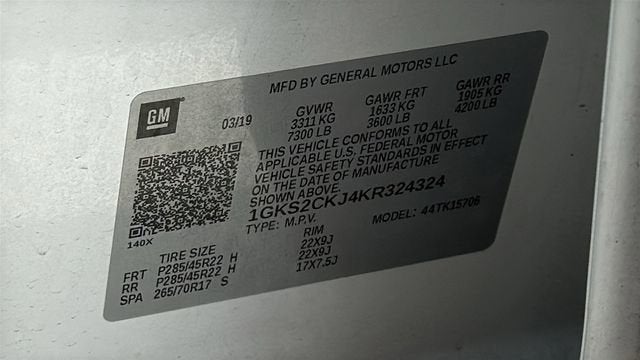 MFD BY GENERAL MOTORS LLC
GM
03/19
GVWR GAWR FRT GAWR RR
3311 KG 1633 KG 1905 KG
7300 LB 3600 LB 4200 LB
THIS VEHICLE CONFORMS TO ALL
APPLICABLE U.S. FEDERAL MOTOR
VEHICLE SAFETY STANDARDS IN EFFECT
ON THE DATE OF MANUFACTURE
SHOWN ABOVE.
1GKS2CKJ4KR324324
TYPE: M.P.V. MODEL: 44TK15706
140X
TIRE SIZE RIM
FRT P285/45R22 H 22X9J
RR P285/45R22 H 22X9J
SPA 265/70R17 S 17X7.5J